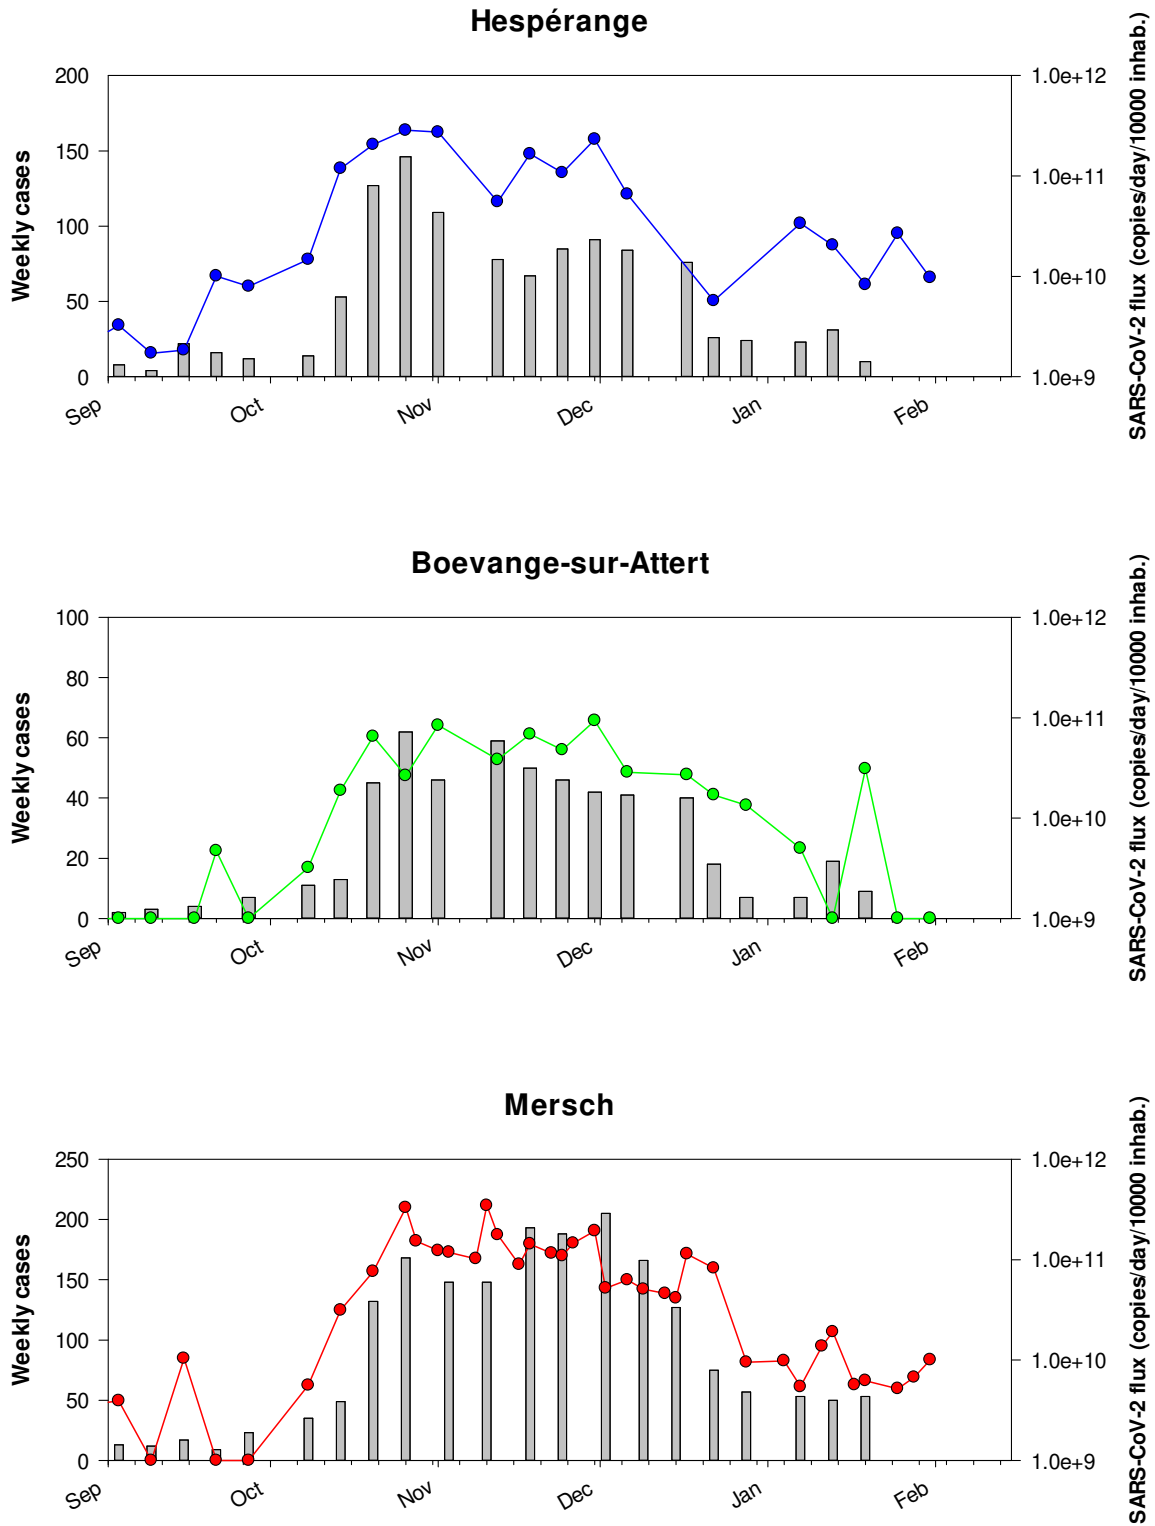 Hespérange
Weekly cases
200
150
100
50
0
1.0e+12
1.0e+11
1.0e+10
1.0e+9
SARS-CoV-2 flux (copies/day/10000 inhab.)
Sep Oct Nov Dec Jan Feb
Boevange-sur-Attert
Weekly cases
100
80
60
40
20
0
1.0e+12
1.0e+11
1.0e+10
1.0e+9
SARS-CoV-2 flux (copies/day/10000 inhab.)
Sep Oct Nov Dec Jan Feb
Mersch
Weekly cases
250
200
150
100
50
0
1.0e+12
1.0e+11
1.0e+10
1.0e+9
SARS-CoV-2 flux (copies/day/10000 inhab.)
Sep Oct Nov Dec Jan Feb